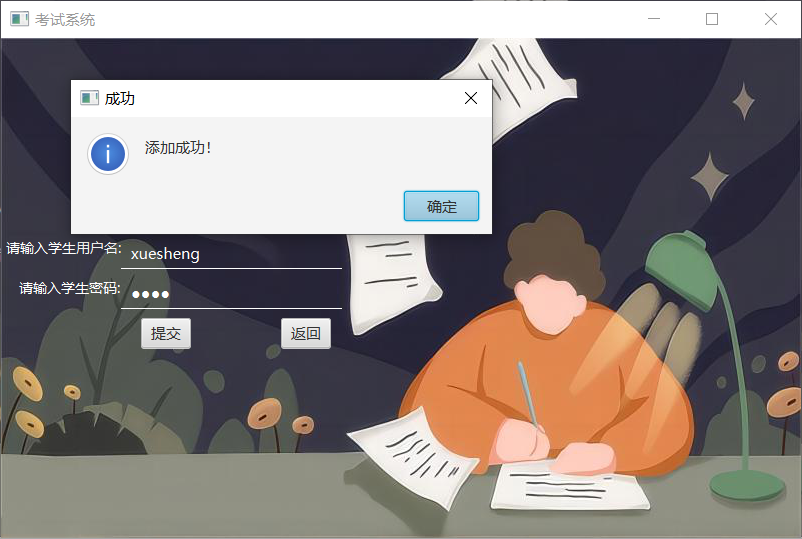 考试系统
成功
添加成功！
确定
请输入学生用户名:
xuesheng
请输入学生密码:
●●●●
提交
返回